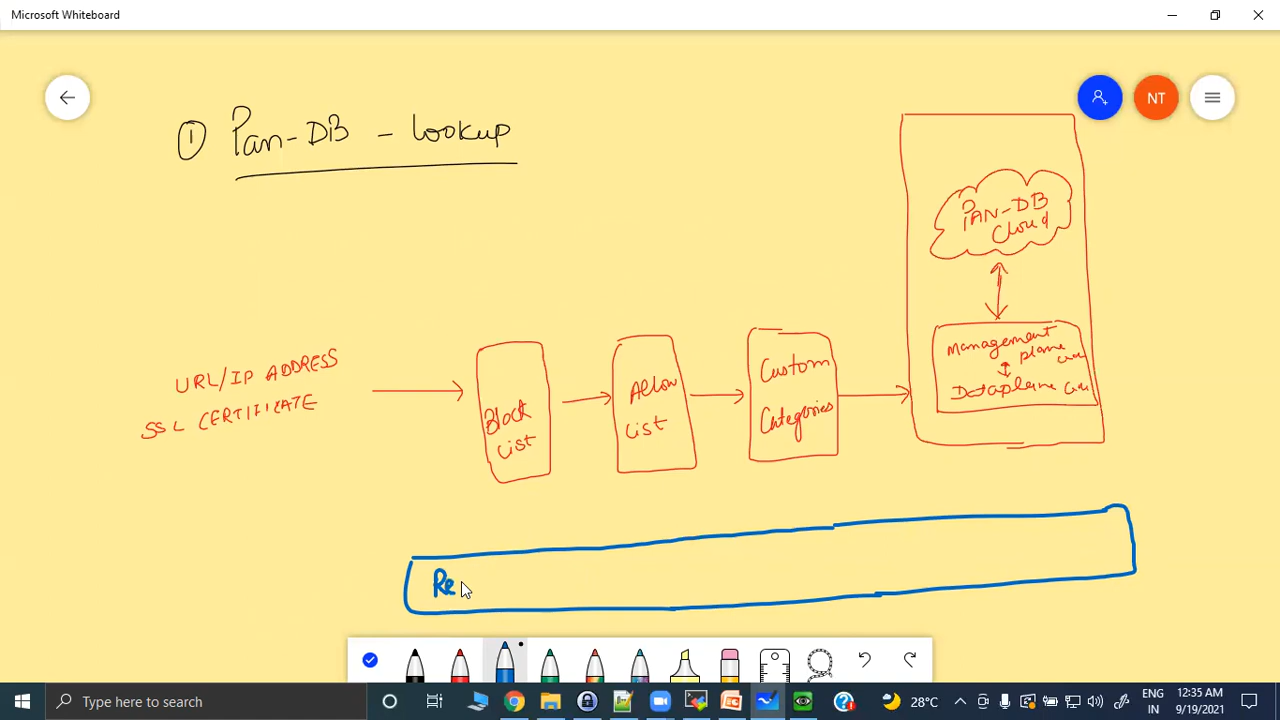 Microsoft Whiteboard
NT
① Pan-DB - lookup
PAN-DB
Cloud
Management
plane
Dataplane
URL/IP ADDRESS
SSL CERTIFICATE
Block
List
Allow
List
Custom
Categories
Re
Type here to search
28°C
ENG
IN
12:35 AM
9/19/2021